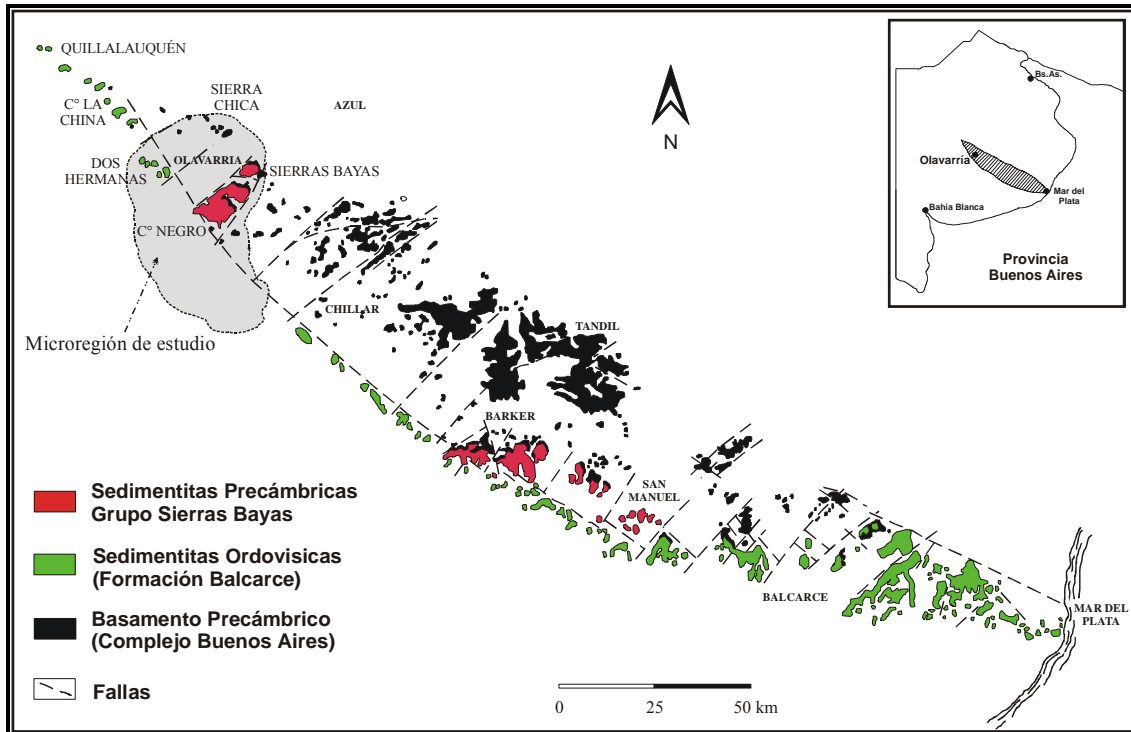 QUILLALAUQUÉN
SIERRA
CHICA
AZUL
C° LA
CHINA
DOS
HERMANAS
OLAVARRIA
SIERRAS BAYAS
C° NEGRO
Microregión de estudio
CHILLAR
TANDIL
BARKER
SAN
MANUEL
BALCARCE
MAR DEL
PLATA
N
Bs.As.
Olavarría
Mar del
Plata
Bahía Blanca
Provincia
Buenos Aires
Sedimentitas Precámbricas
Grupo Sierras Bayas
Sedimentitas Ordovisicas
(Formación Balcarce)
Basamento Precámbrico
(Complejo Buenos Aires)
Fallas
0 25 50 km